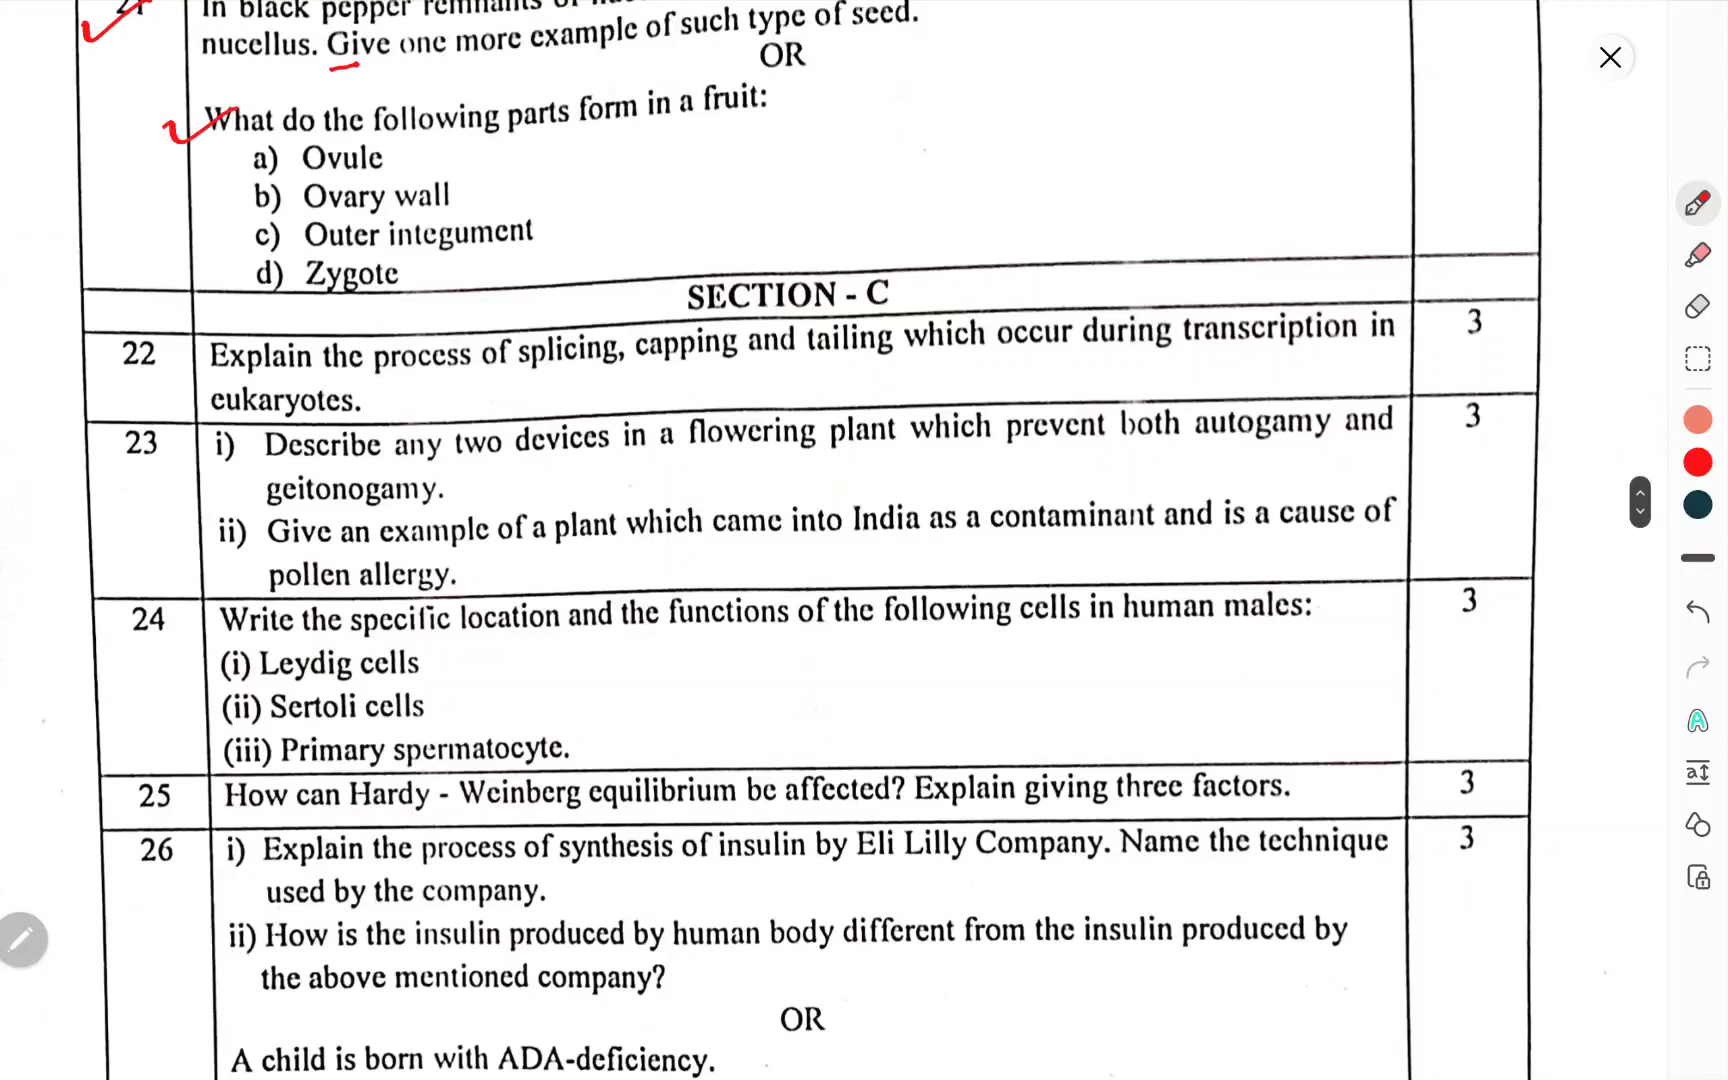 21
In black pepper remnants of
nucellus. Give one more example of such type of seed.
OR
What do the following parts form in a fruit:
a) Ovule
b) Ovary wall
c) Outer integument
d) Zygote
SECTION - C
22 Explain the process of splicing, capping and tailing which occur during transcription in 3
eukaryotes.
23 i) Describe any two devices in a flowering plant which prevent both autogamy and 3
geitonogamy.
ii) Give an example of a plant which came into India as a contaminant and is a cause of
pollen allergy.
24 Write the specific location and the functions of the following cells in human males: 3
(i) Leydig cells
(ii) Sertoli cells
(iii) Primary spermatocyte.
25 How can Hardy - Weinberg equilibrium be affected? Explain giving three factors. 3
26 i) Explain the process of synthesis of insulin by Eli Lilly Company. Name the technique 3
used by the company.
ii) How is the insulin produced by human body different from the insulin produced by
the above mentioned company?
OR
A child is born with ADA-deficiency.